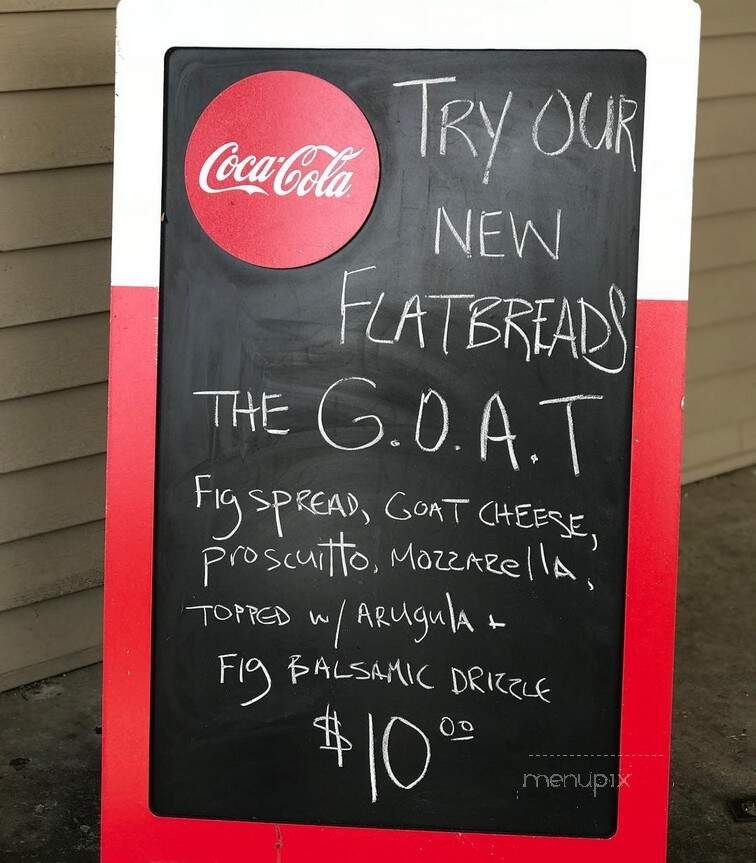 Coca-Cola
TRY OUR
NEW
FLATBREADS
THE G.O.A.T
Fig SPREAD, GOAT CHEESE,
proscuitto, MOZZARellA,
TOPPED w/ ARugulA +
Fig BALSAMIC DRIZZLE
$10.00
menupix